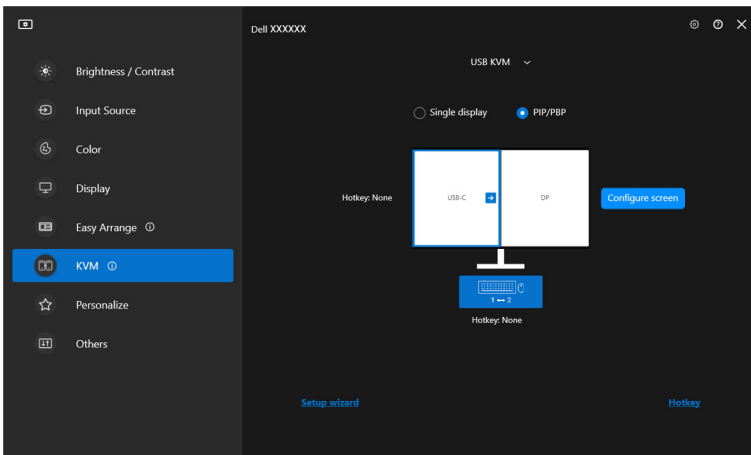 Dell XXXXXX
Brightness / Contrast
Input Source
Color
Display
Easy Arrange
KVM
Personalize
Others
USB KVM
Single display
PIP/PBP
Hotkey: None
USB-C
DP
Configure screen
1 ↔ 2
Hotkey: None
Setup wizard
Hotkey